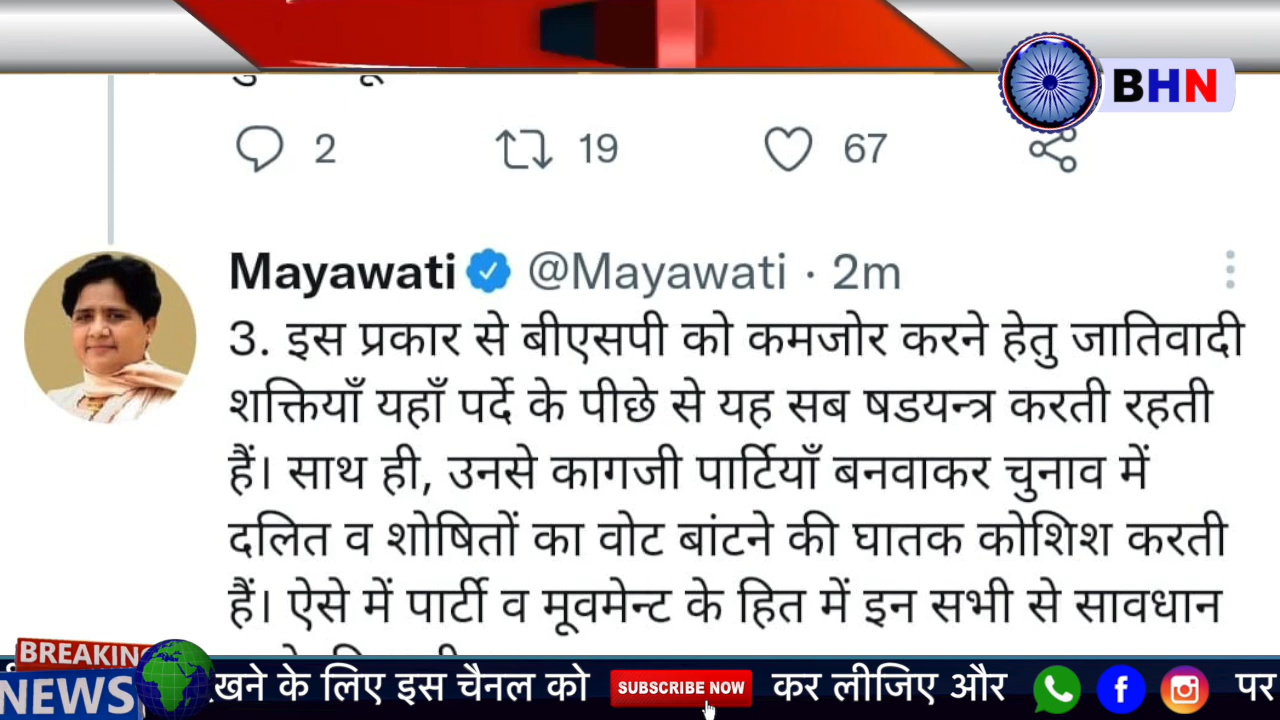 BHN
2 19 67
Mayawati @Mayawati · 2m
3. इस प्रकार से बीएसपी को कमजोर करने हेतु जातिवादी
शक्तियाँ यहाँ पर्दे के पीछे से यह सब षडयन्त्र करती रहती
हैं। साथ ही, उनसे कागजी पार्टियाँ बनवाकर चुनाव में
दलित व शोषितों का वोट बांटने की घातक कोशिश करती
हैं। ऐसे में पार्टी व मूवमेन्ट के हित में इन सभी से सावधान
BREAKING
NEWS
के लिए इस चैनल को SUBSCRIBE NOW कर लीजिए और पर